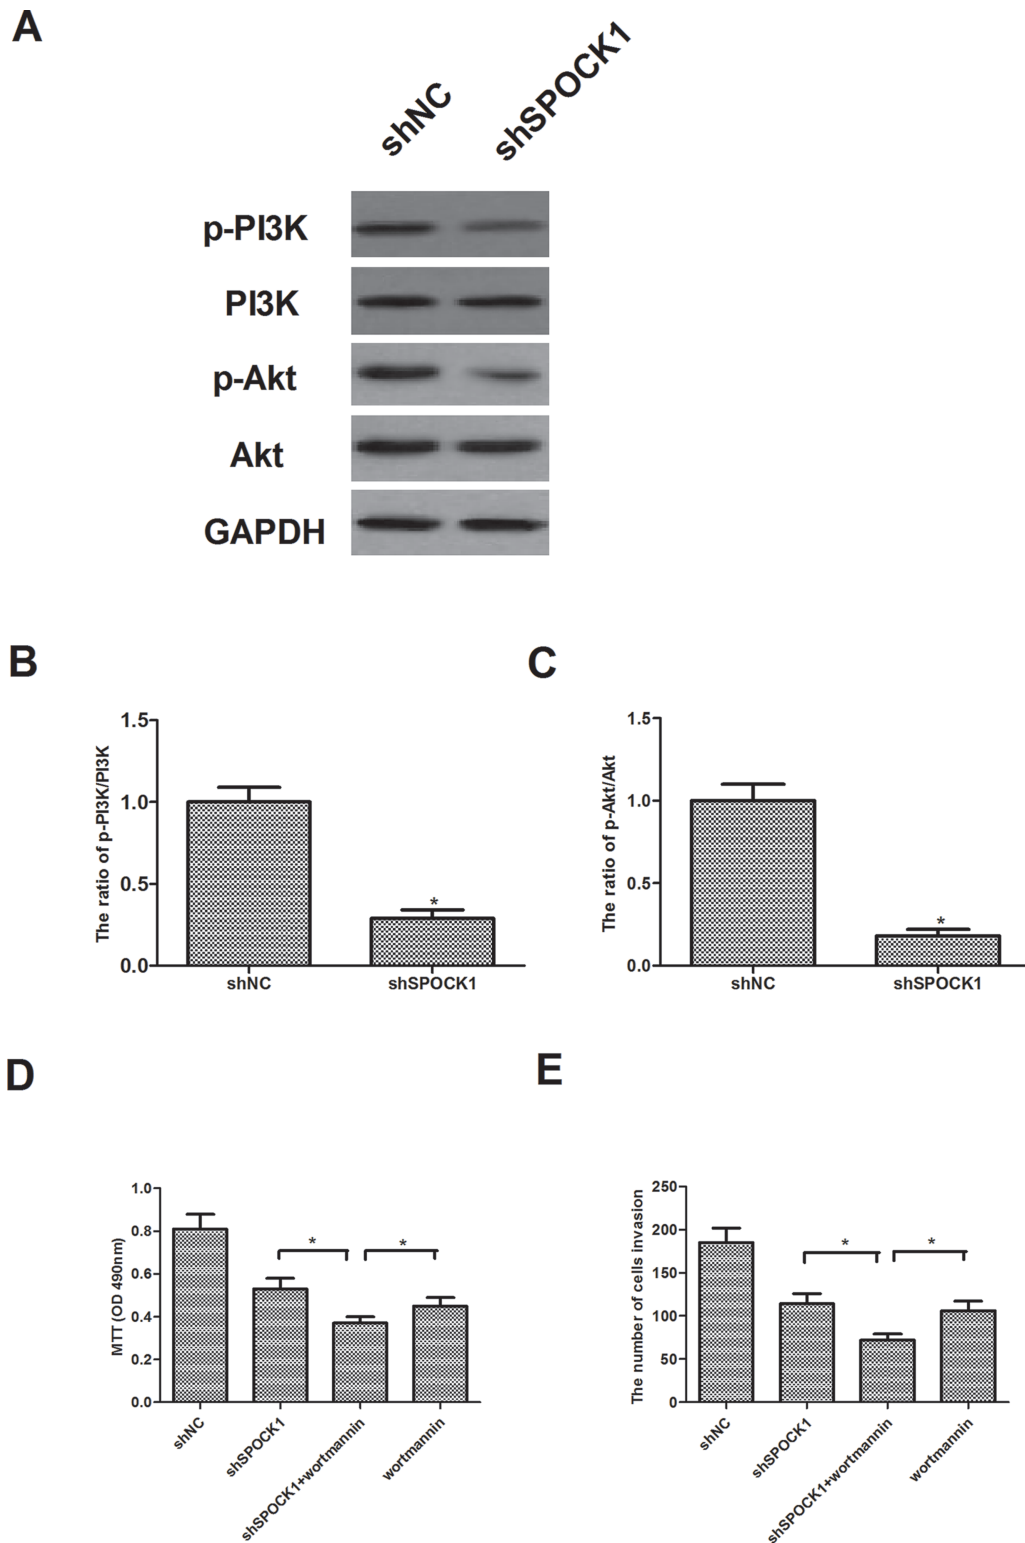 A
shNC
shSPOCK1
p-PI3K
PI3K
p-Akt
Akt
GAPDH
B
The ratio of p-PI3K/PI3K
1.5
1.0
0.5
0.0
*
shNC
shSPOCK1
C
The ratio of p-Akt/Akt
1.5
1.0
0.5
0.0
*
shNC
shSPOCK1
D
MTT (OD 490nm)
1.0
0.8
0.6
0.4
0.2
0.0
*
*
shNC
shSPOCK1
shSPOCK1+wortmannin
wortmannin
E
The number of cells invasion
250
200
150
100
50
0
*
*
shNC
shSPOCK1
shSPOCK1+wortmannin
wortmannin